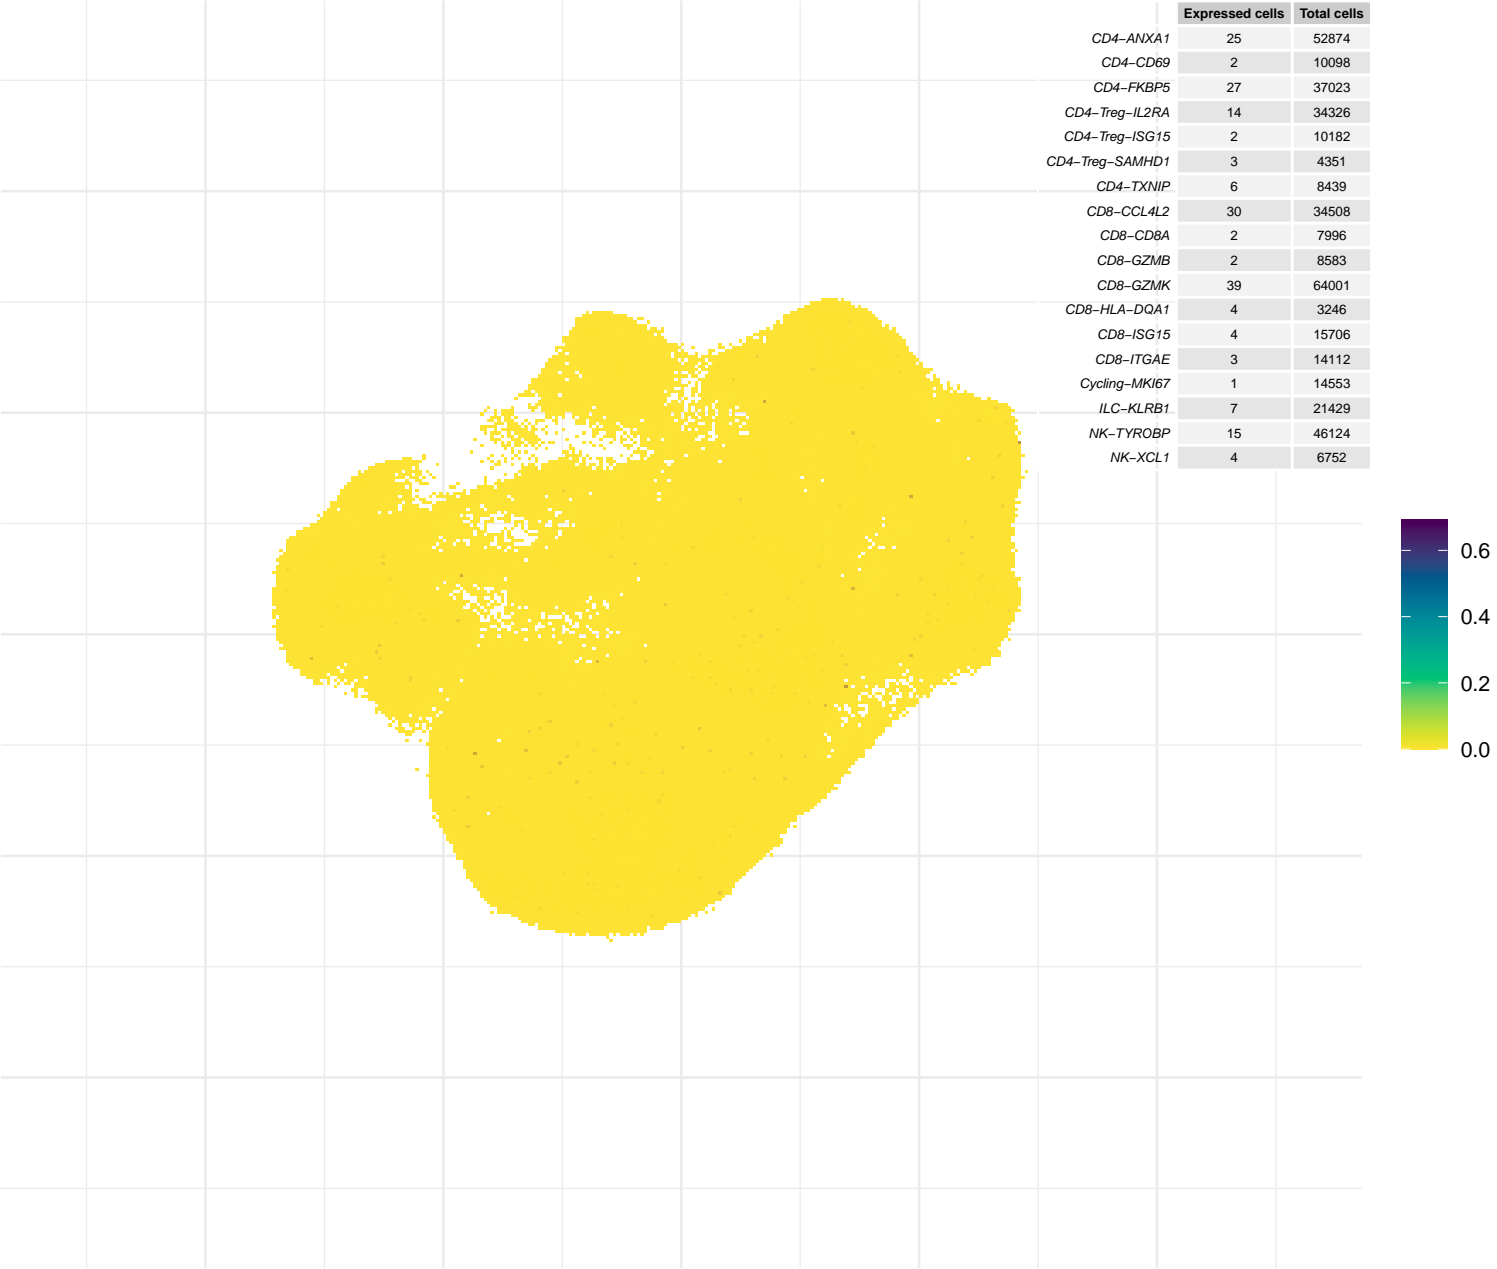 Expressed cells Total cells
CD4−ANXA1 25 52874
CD4−CD69 2 10098
CD4−FKBP5 27 37023
CD4−Treg−IL2RA 14 34326
CD4−Treg−ISG15 2 10182
CD4−Treg−SAMHD1 3 4351
CD4−TXNIP 6 8439
CD8−CCL4L2 30 34508
CD8−CD8A 2 7996
CD8−GZMB 2 8583
CD8−GZMK 39 64001
CD8−HLA−DQA1 4 3246
CD8−ISG15 4 15706
CD8−ITGAE 3 14112
Cycling−MKI67 1 14553
ILC−KLRB1 7 21429
NK−TYROBP 15 46124
NK−XCL1 4 6752
0.6
0.4
0.2
0.0